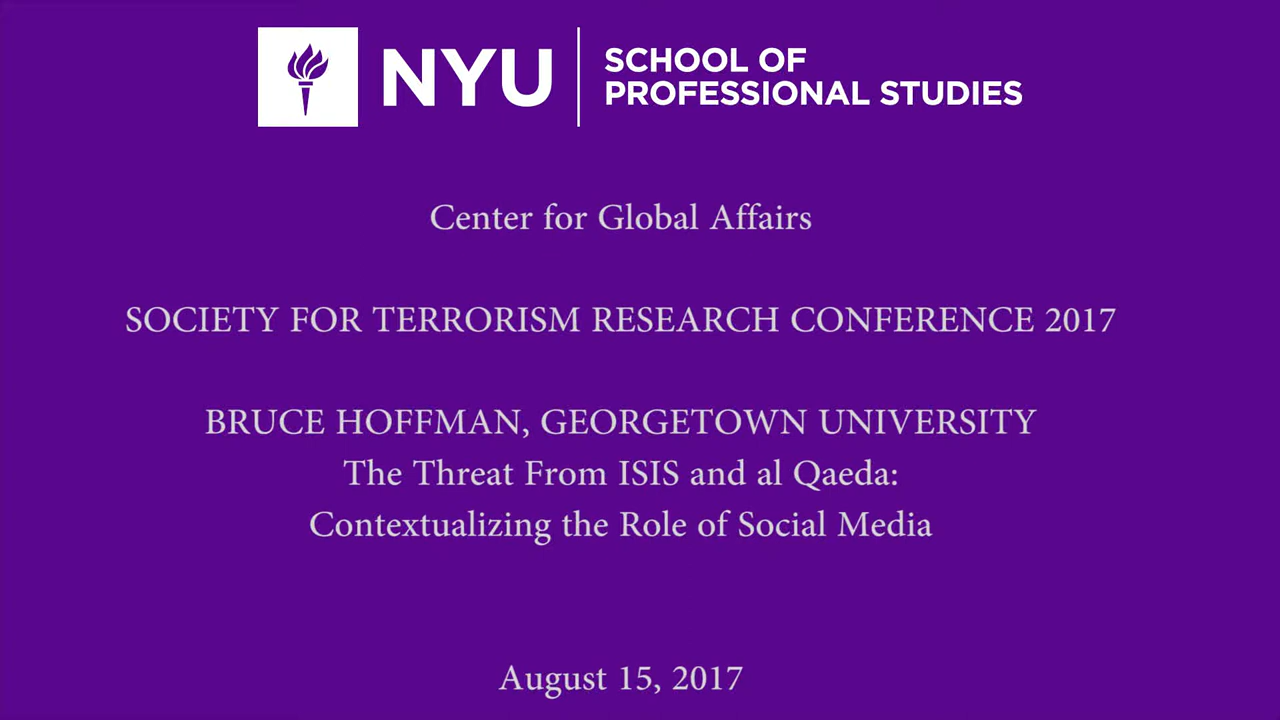 NYU
SCHOOL OF
PROFESSIONAL STUDIES
Center for Global Affairs
SOCIETY FOR TERRORISM RESEARCH CONFERENCE 2017
BRUCE HOFFMAN, GEORGETOWN UNIVERSITY
The Threat From ISIS and al Qaeda:
Contextualizing the Role of Social Media
August 15, 2017